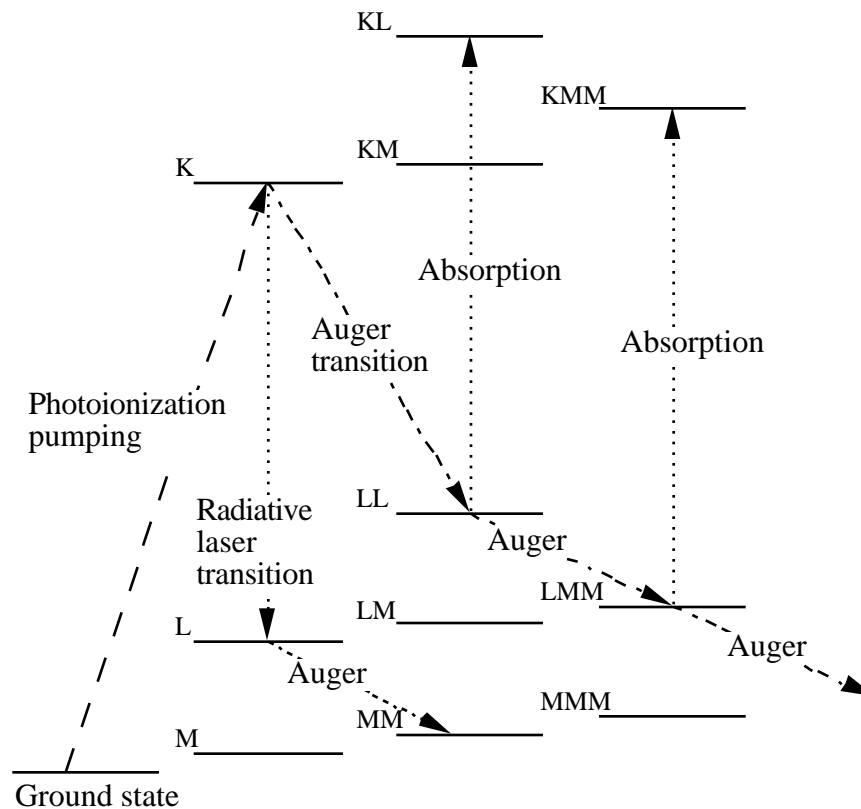 KL
KMM
KM
K
Absorption
Auger
transition
Absorption
Photoionization
pumping
LL
Radiative
laser
transition
Auger
LMM
LM
L
Auger
Auger
MMM
MM
M
Ground state